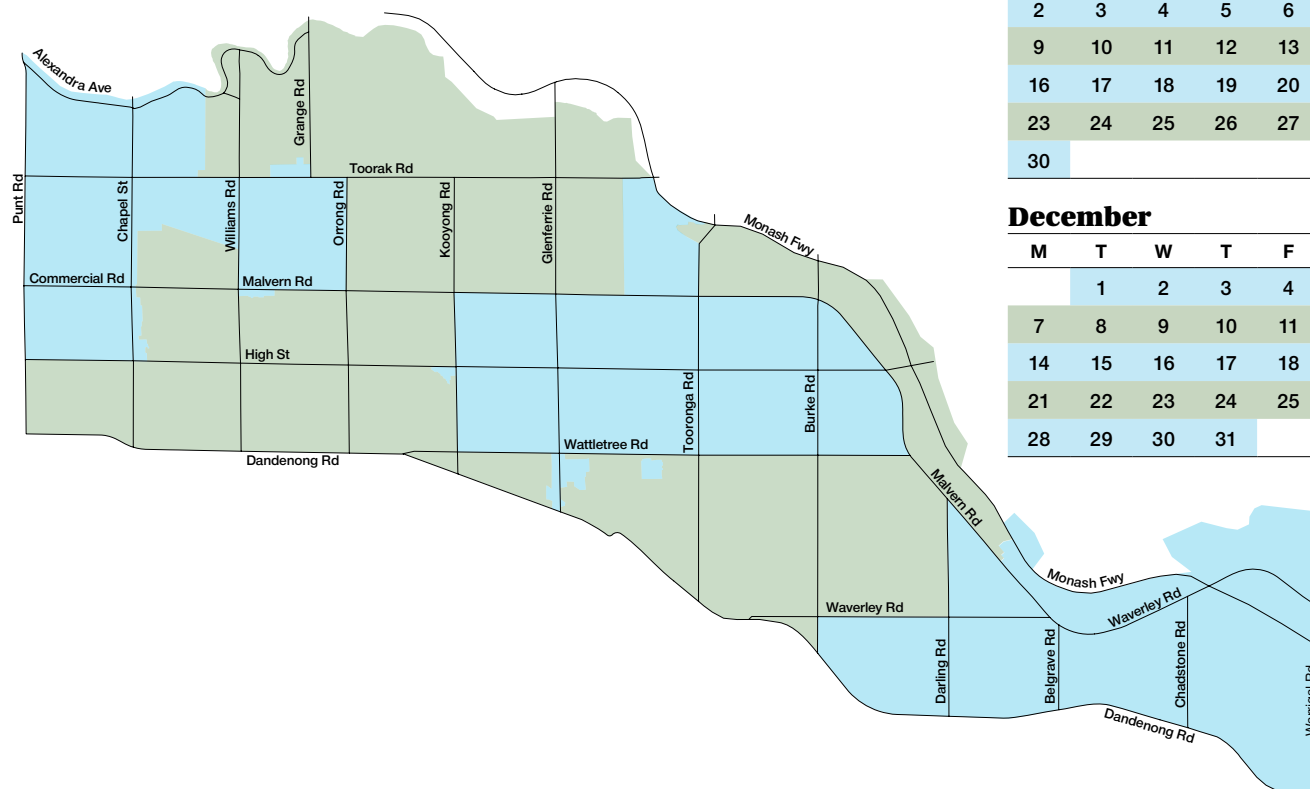 2 3 4 5 6
9 10 11 12 13
16 17 18 19 20
23 24 25 26 27
30
December
M T W T F
1 2 3 4
7 8 9 10 11
14 15 16 17 18
21 22 23 24 25
28 29 30 31
Alexandra Ave
Grange Rd
Toorak Rd
Punt Rd
Chapel St
Williams Rd
Orrong Rd
Kooyong Rd
Glenferrie Rd
Monash Fwy
Commercial Rd
Malvern Rd
High St
Tooronga Rd
Burke Rd
Wattletree Rd
Dandenong Rd
Malvern Rd
Monash Fwy
Waverley Rd
Waverley Rd
Darling Rd
Belgrave Rd
Chadstone Rd
Dandenong Rd